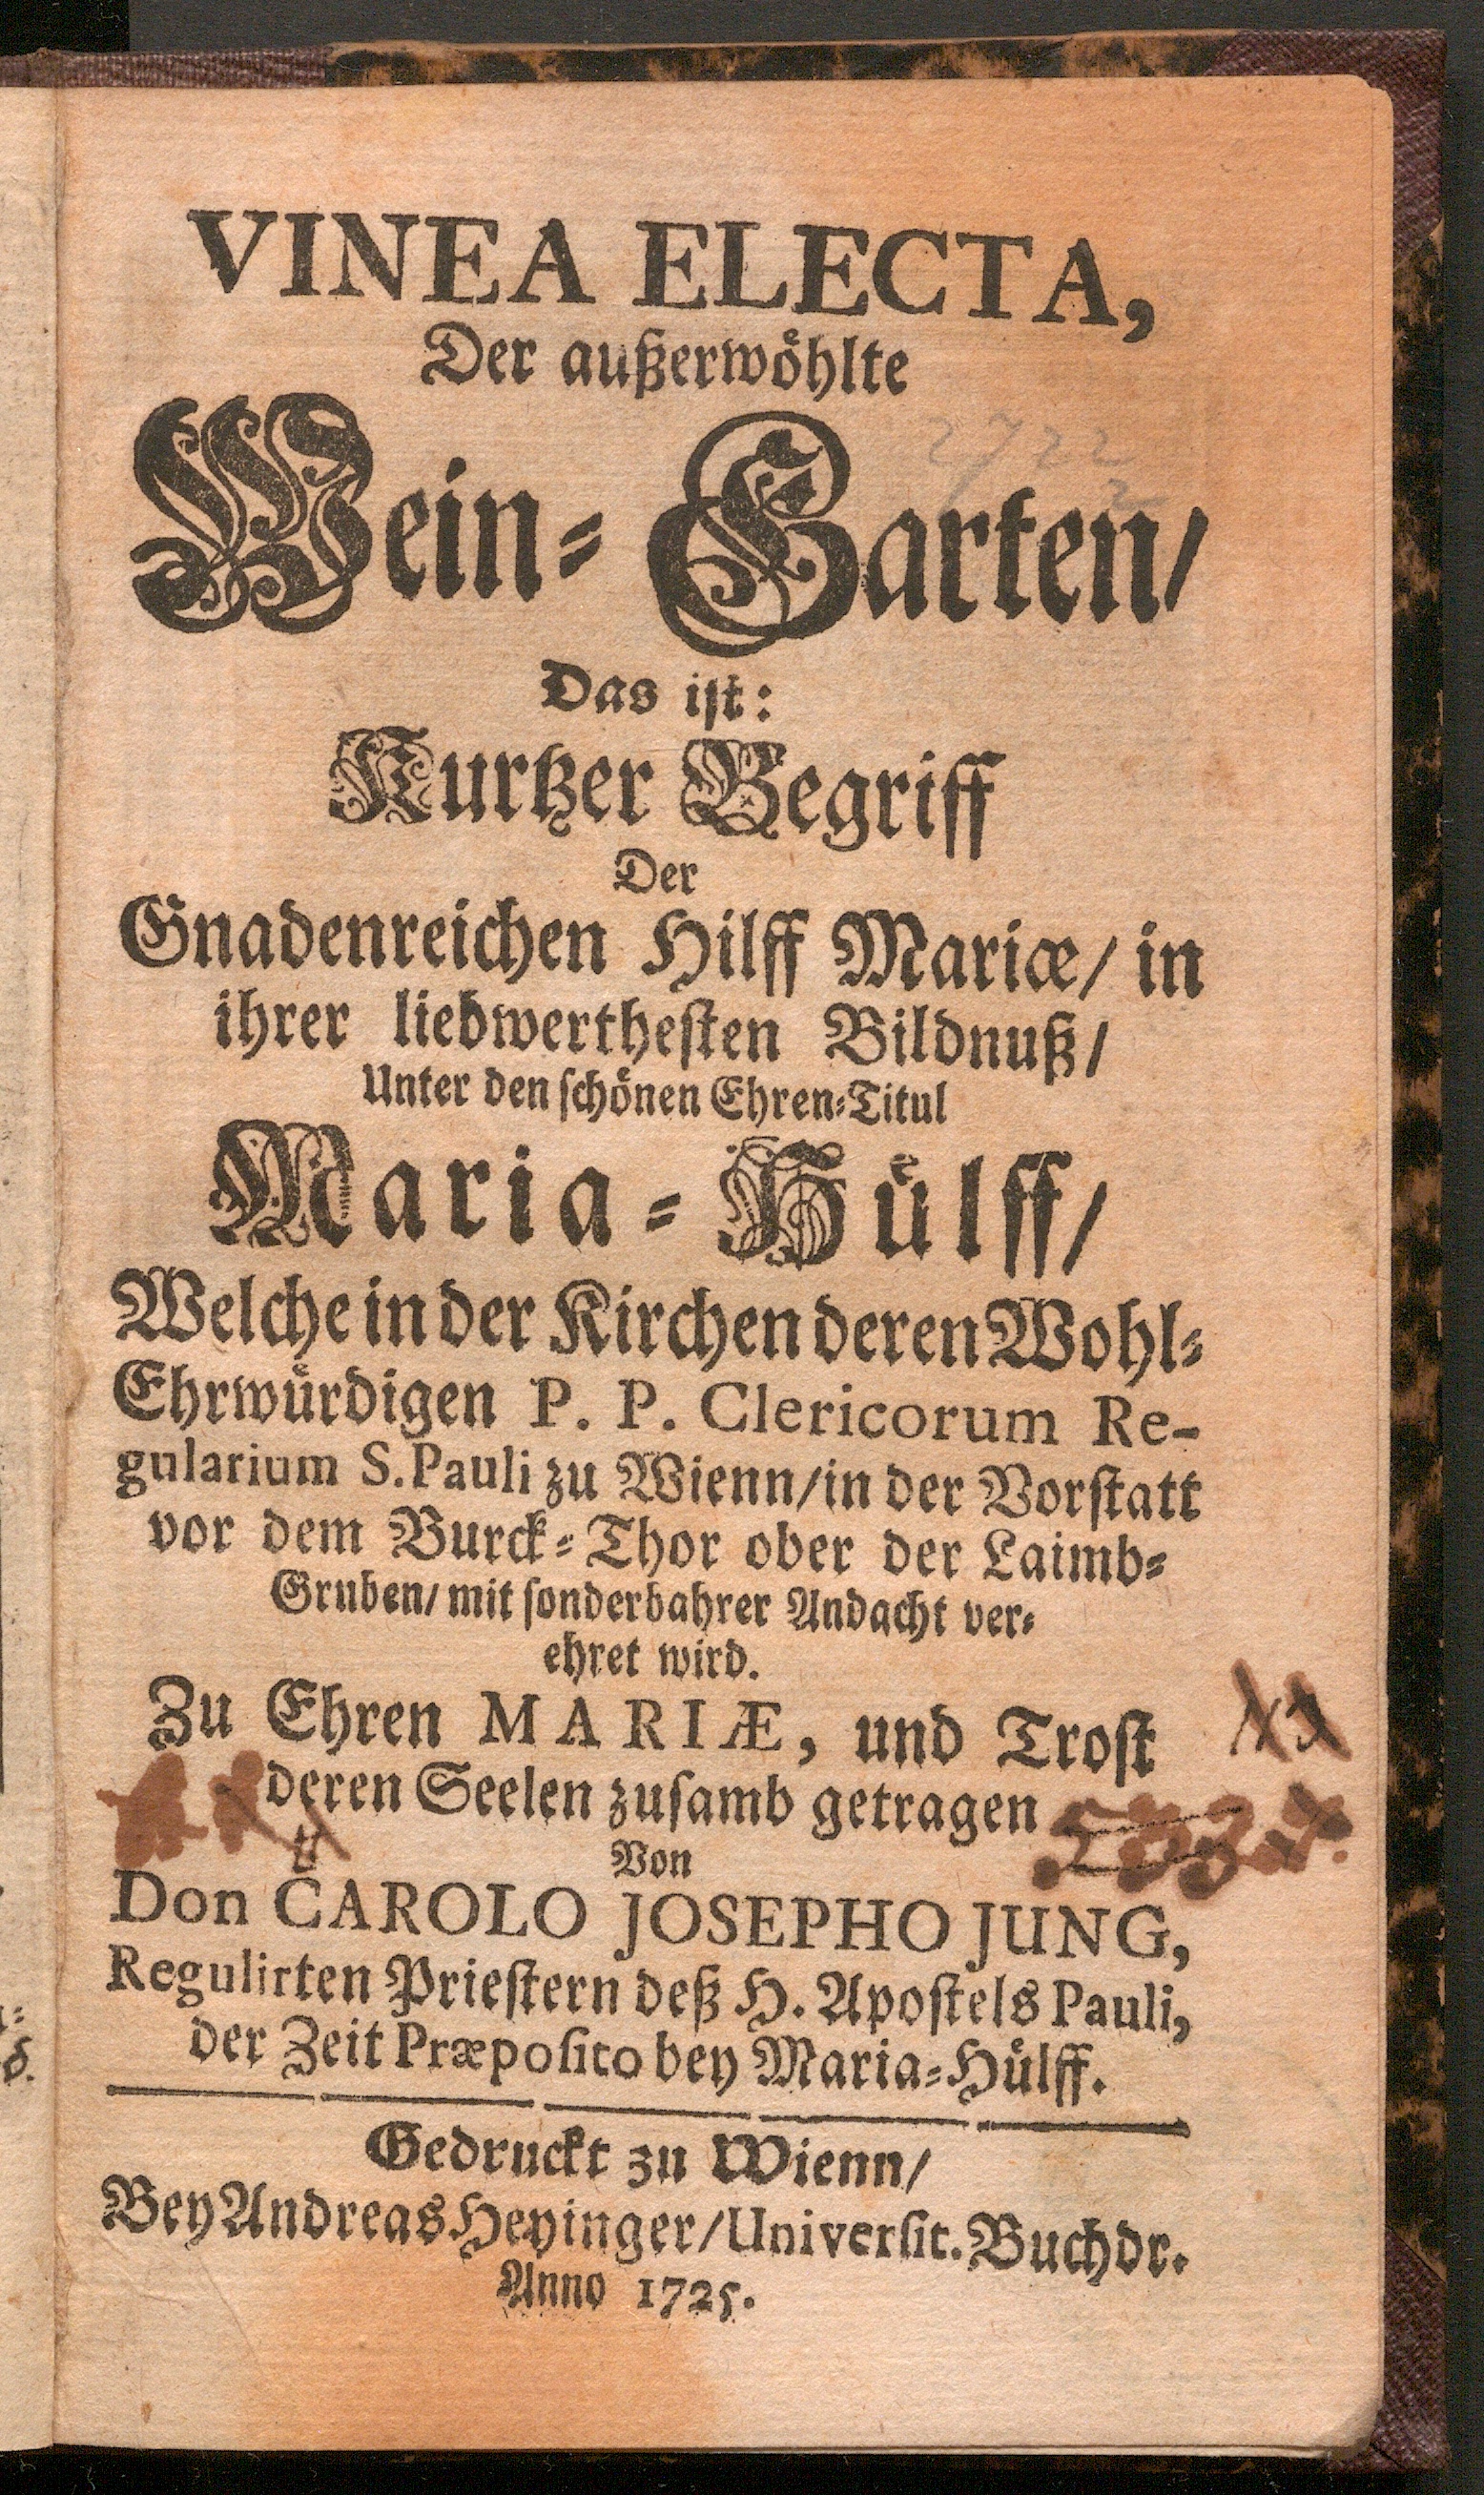 VINEA ELECTA,
Der außerwöhlte
Wein-Garten/
Das ist:
Kurtzer Begriff
Der
Gnadenreichen Hilff Mariæ/ in
ihrer liebwerthesten Bildnuß/
Unter den schönen Ehren-Titul
Maria-Hülff/
Welche in der Kirchen deren Wohl-
Ehrwürdigen P. P. Clericorum Re-
gularium S. Pauli zu Wienn/ in der Vorstatt
vor dem Burck-Thor ober der Laimb-
Gruben/ mit sonderbahrer Andacht ver-
ehret wird.
Zu Ehren MARIÆ, und Trost
deren Seelen zusamb getragen
Von
Don CAROLO JOSEPHO JUNG,
Regulirten Priestern deß H. Apostels Pauli,
der Zeit Præposito bey Maria-Hülff.
Gedruckt zu Wienn/
Bey Andreas Heyinger/ Universit. Buchdr.
Anno 1725.